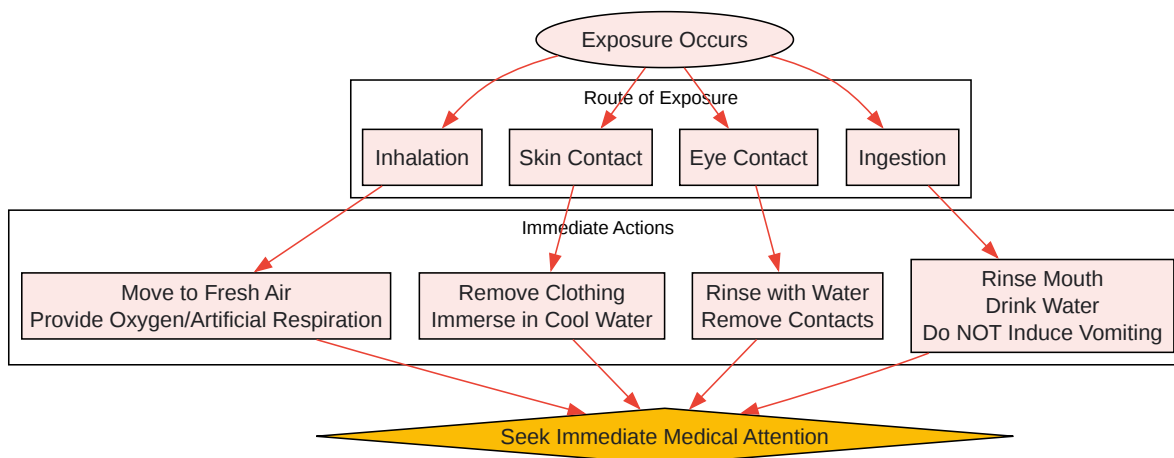 Exposure Occurs
Route of Exposure
Inhalation
Skin Contact
Eye Contact
Ingestion
Immediate Actions
Move to Fresh Air
Provide Oxygen/Artificial Respiration
Remove Clothing
Immerse in Cool Water
Rinse with Water
Remove Contacts
Rinse Mouth
Drink Water
Do NOT Induce Vomiting
Seek Immediate Medical Attention